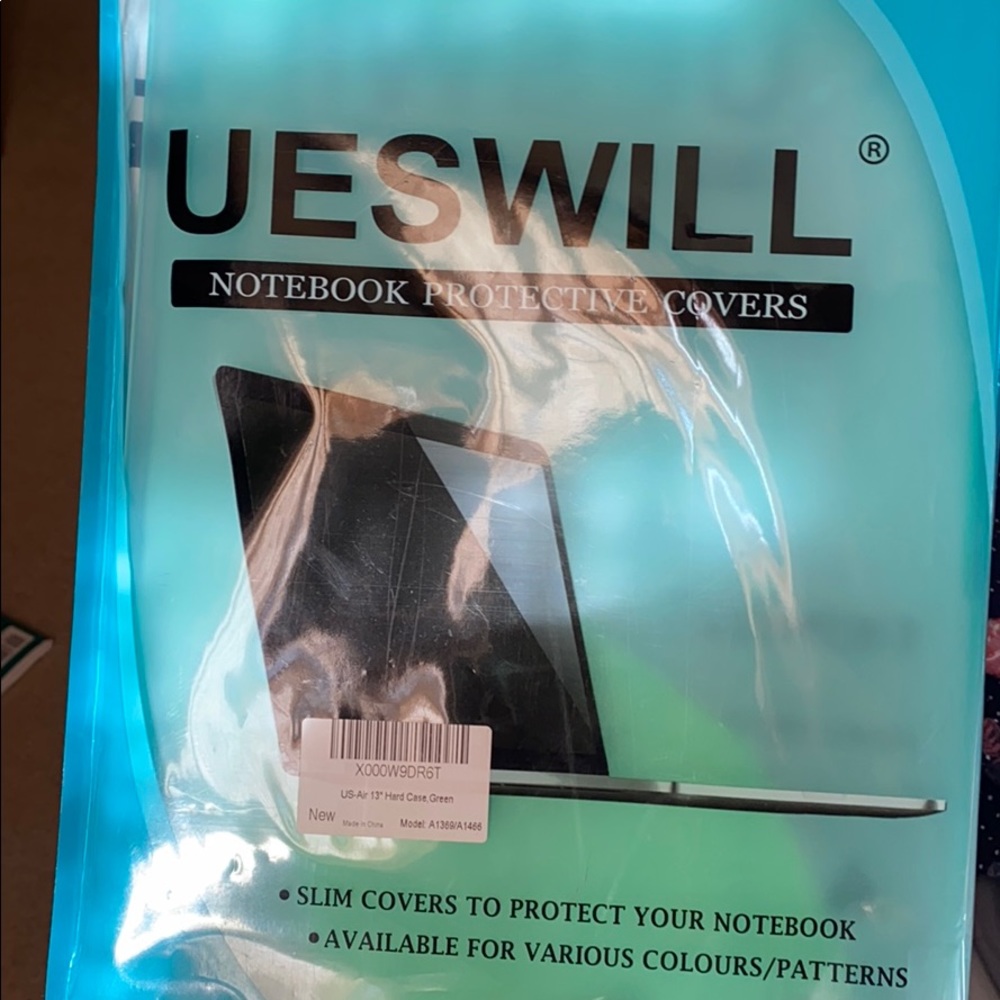 UESWILL®
NOTEBOOK PROTECTIVE COVERS
X000W9DR6T
US-Air 13" Hard Case,Green
New Made in China Model: A1369/A1466
• SLIM COVERS TO PROTECT YOUR NOTEBOOK
• AVAILABLE FOR VARIOUS COLOURS/PATTERNS